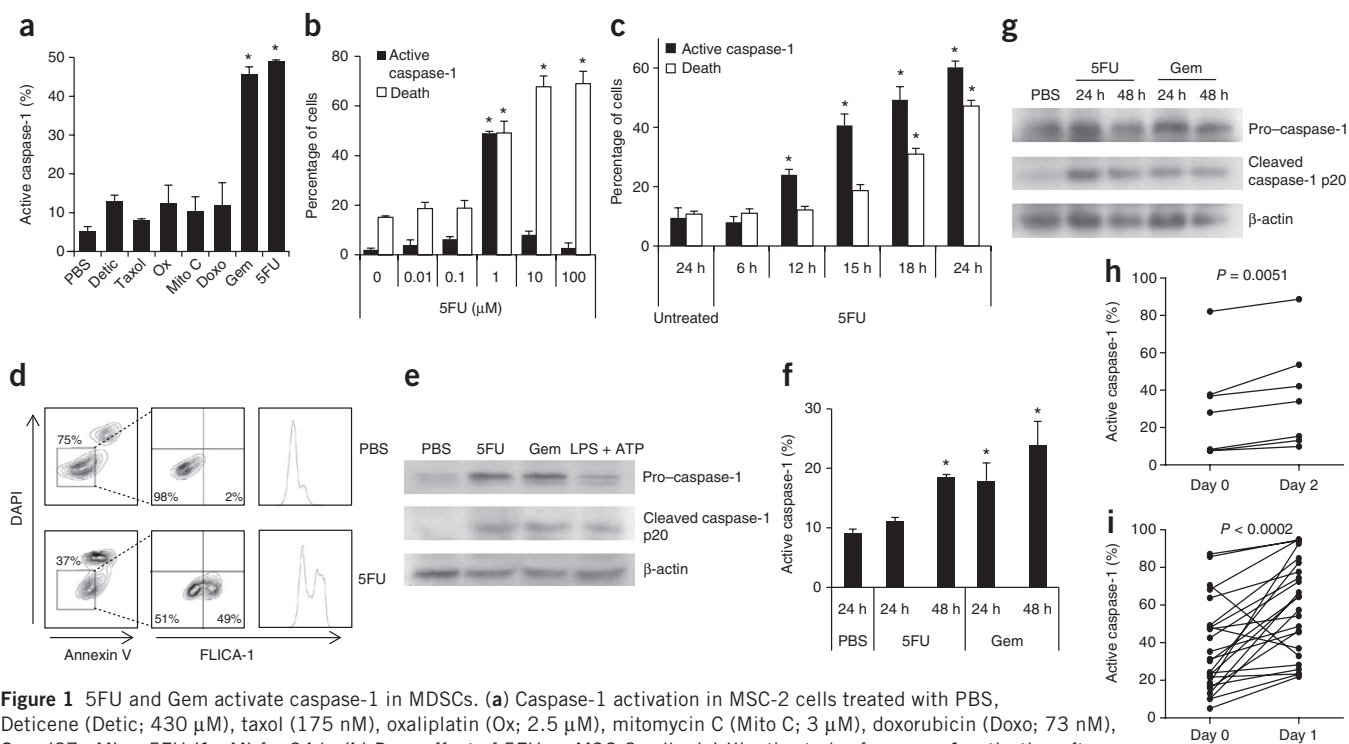 a
Active caspase-1 (%)
50
40
30
20
10
0
* *
PBS Detic Taxol Ox Mito C Doxo Gem 5FU
b
Percentage of cells
80
60
40
20
0
Active
caspase-1
Death
* * * *
0 0.01 0.1 1 10 100
5FU (μM)
c
Percentage of cells
60
40
20
0
Active caspase-1
Death
* * * * * *
24 h 6 h 12 h 15 h 18 h 24 h
Untreated 5FU
g
5FU Gem
PBS 24 h 48 h 24 h 48 h
Pro–caspase-1
Cleaved
caspase-1 p20
β-actin
d
DAPI
75%
98% 2%
PBS
37%
51% 49%
5FU
Annexin V FLICA-1
e
PBS 5FU Gem LPS + ATP
Pro–caspase-1
Cleaved caspase-1
p20
β-actin
f
Active caspase-1 (%)
30
20
10
0
* * *
24 h 24 h 48 h 24 h 48 h
PBS 5FU Gem
h
Active caspase-1 (%)
100
80
60
40
20
0
P = 0.0051
Day 0 Day 2
i
Active caspase-1 (%)
100
80
60
40
20
0
P < 0.0002
Day 0 Day 1
Figure 1 5FU and Gem activate caspase-1 in MDSCs. (a) Caspase-1 activation in MSC-2 cells treated with PBS,
Deticene (Detic; 430 μM), taxol (175 nM), oxaliplatin (Ox; 2.5 μM), mitomycin C (Mito C; 3 μM), doxorubicin (Doxo; 73 nM),